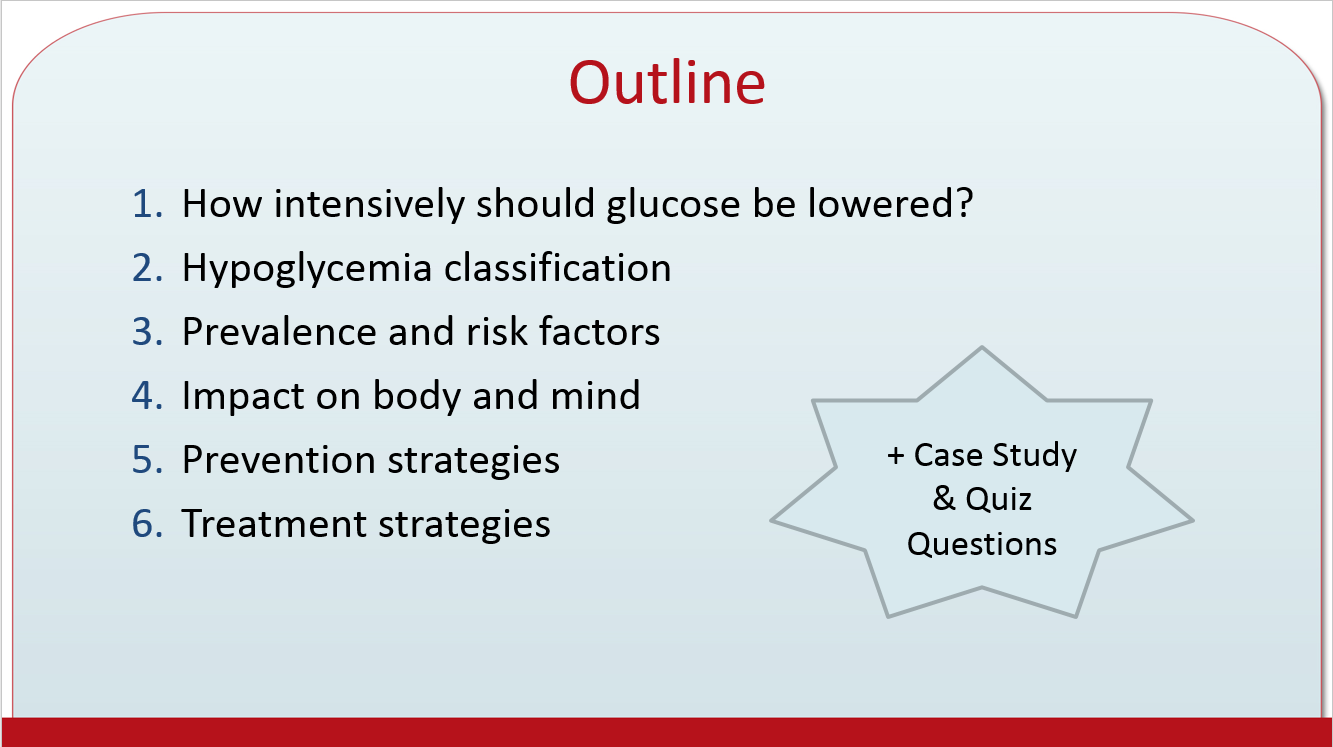 Outline
1. How intensively should glucose be lowered?
2. Hypoglycemia classification
3. Prevalence and risk factors
4. Impact on body and mind
5. Prevention strategies
6. Treatment strategies
+ Case Study
& Quiz
Questions